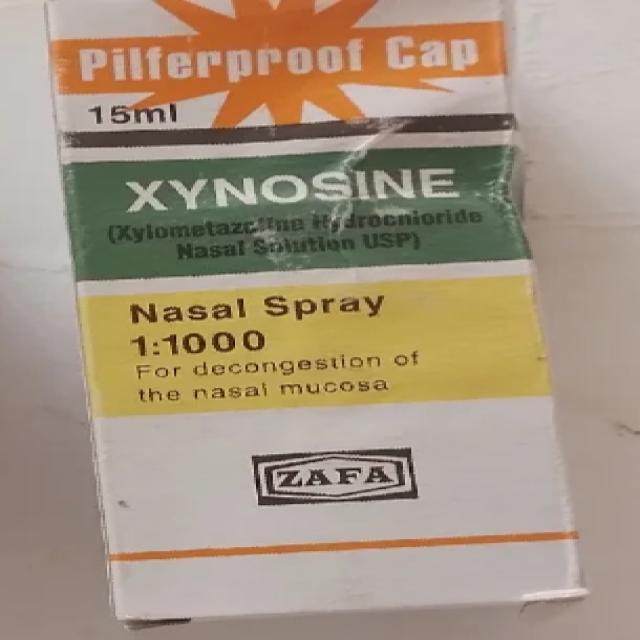 Pilferproof Cap
15ml
XYNOSINE
(Xylometazoline Hydrochloride
Nasal Solution USP)
Nasal Spray
1:1000
For decongestion of
the nasal mucosa
ZAFA